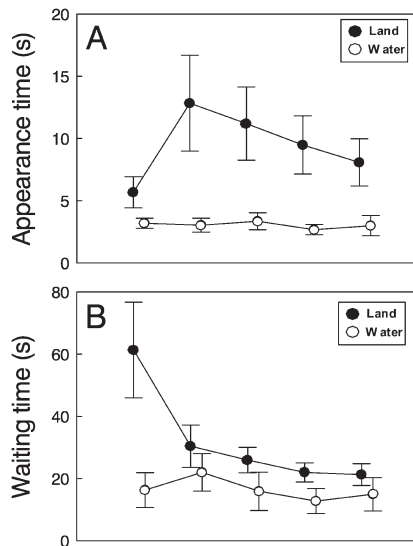 A
Appearance time (s)
20
15
10
5
0
Land
Water
B
Waiting time (s)
80
60
40
20
0
Land
Water